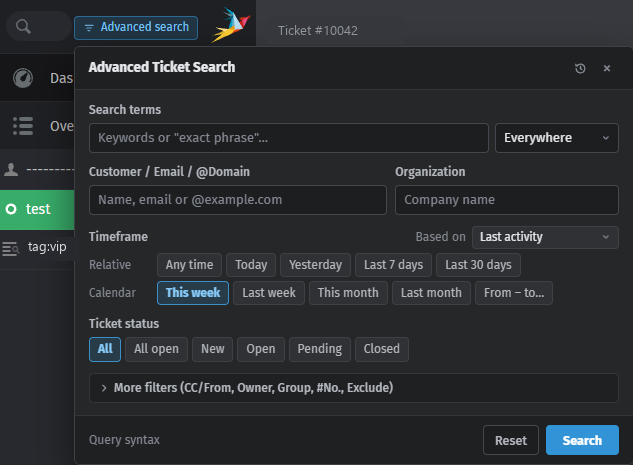 Advanced search
Ticket #10042
Advanced Ticket Search
Das
Search terms
Ove
Keywords or "exact phrase"...
Everywhere
----------
Customer / Email / @Domain
Organization
test
Name, email or @example.com
Company name
Timeframe
Based on
Last activity
tag:vip
Relative
Any time
Today
Yesterday
Last 7 days
Last 30 days
Calendar
This week
Last week
This month
Last month
From – to...
Ticket status
All
All open
New
Open
Pending
Closed
More filters (CC/From, Owner, Group, #No., Exclude)
Query syntax
Reset
Search